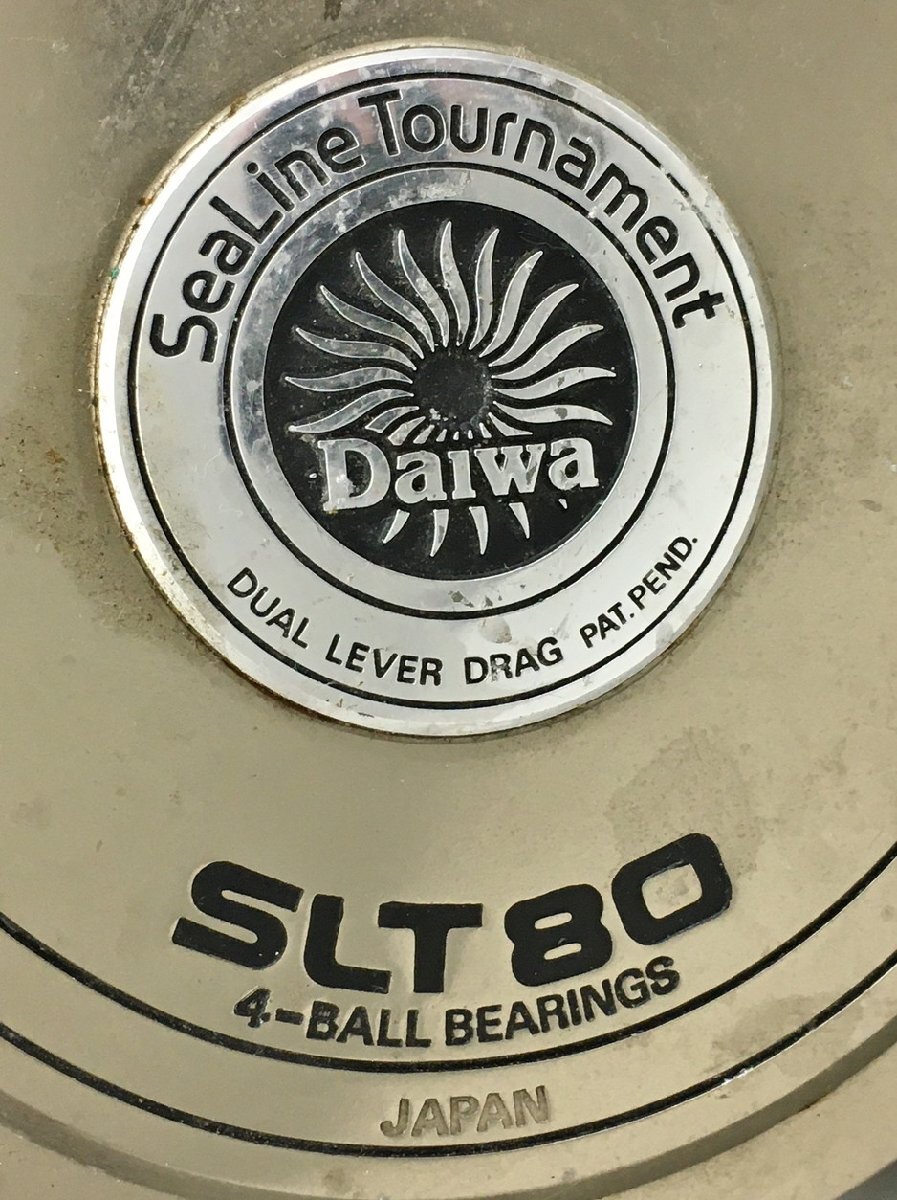 SeaLine Tournament
Daiwa
DUAL LEVER DRAG PAT. PEND.
SLT80
4-BALL BEARINGS
JAPAN